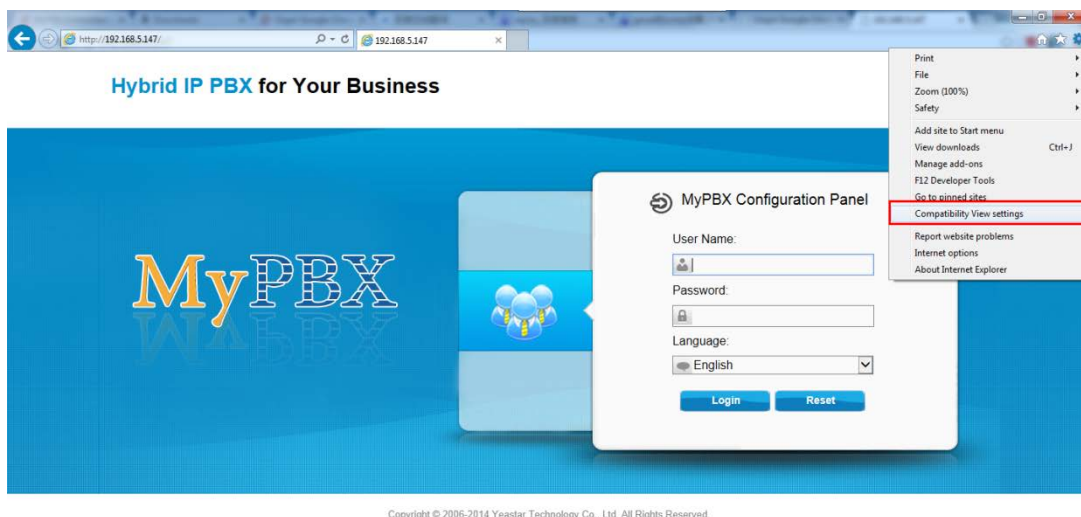 http://192.168.5.147/
192.168.5.147
Print
File
Zoom (100%)
Safety
Add site to Start menu
View downloads Ctrl+J
Manage add-ons
F12 Developer Tools
Go to pinned sites
Compatibility View settings
Report website problems
Internet options
About Internet Explorer
Hybrid IP PBX for Your Business
MyPBX
MyPBX Configuration Panel
User Name:
Password:
Language:
English
Login Reset
Copyright © 2006-2014 Yeastar Technology Co., Ltd. All Rights Reserved.